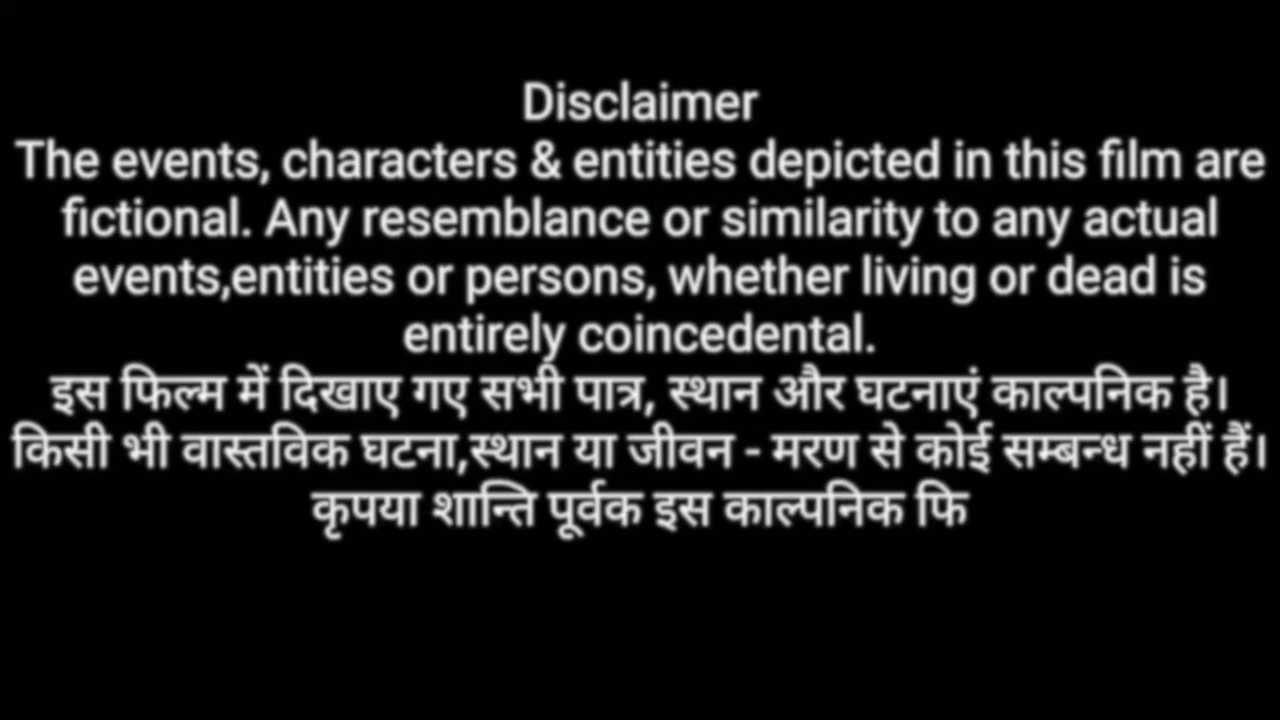 Disclaimer
The events, characters & entities depicted in this film are
fictional. Any resemblance or similarity to any actual
events,entities or persons, whether living or dead is
entirely coincedental.
इस फिल्म में दिखाए गए सभी पात्र, स्थान और घटनाएं काल्पनिक है।
किसी भी वास्तविक घटना,स्थान या जीवन - मरण से कोई सम्बन्ध नहीं हैं।
कृपया शान्ति पूर्वक इस काल्पनिक फि